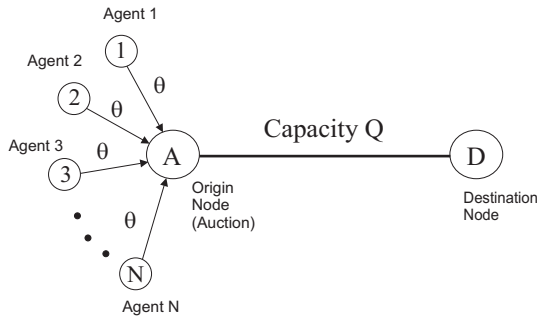 Agent 1
1
θ
Agent 2
2
θ
Agent 3
3
θ
A
Capacity Q
D
Origin
Node
(Auction)
Destination
Node
θ
N
Agent N